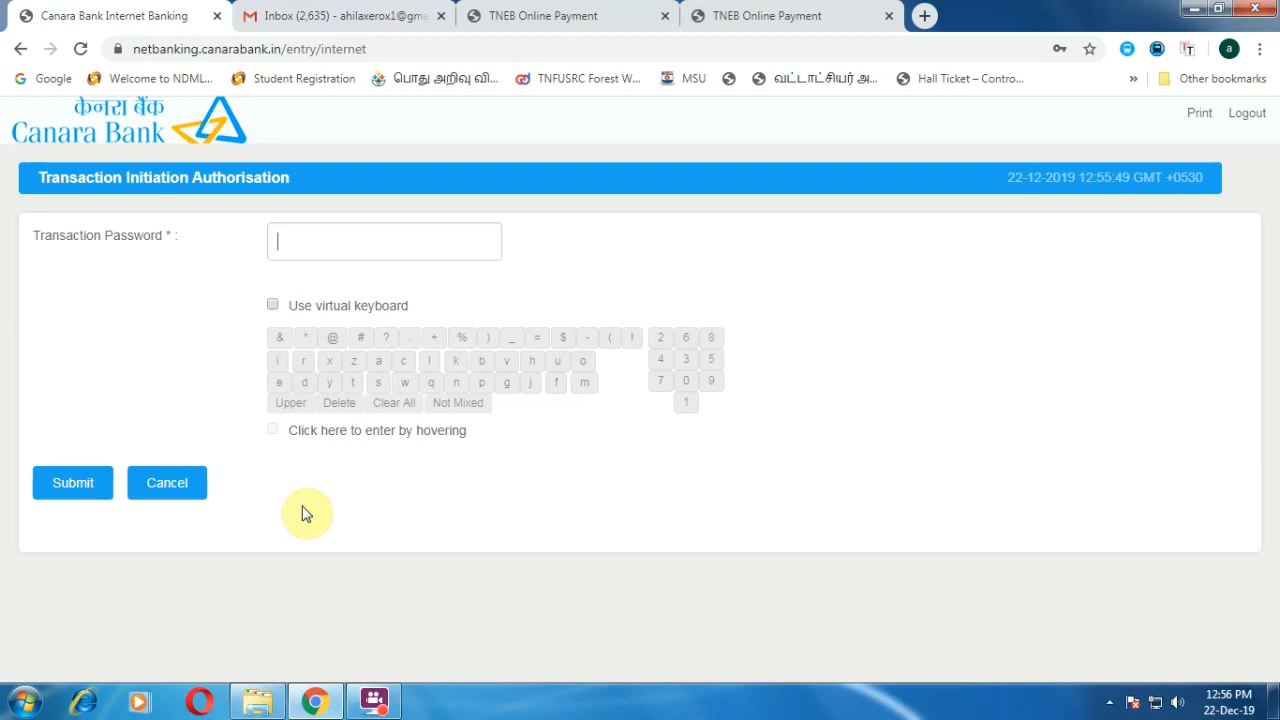 Canara Bank Internet Banking
Inbox (2,635) - ahilaxerox1@gma
TNEB Online Payment
TNEB Online Payment
netbanking.canarabank.in/entry/internet
a
Google
Welcome to NDML...
Student Registration
பொது அறிவு வி...
TNFUSRC Forest W...
MSU
வட்டாட்சியர் அ...
Hall Ticket – Contro...
»
Other bookmarks
केनरा बैंक
Canara Bank
Print
Logout
Transaction Initiation Authorisation
22-12-2019 12:55:49 GMT +0530
Transaction Password * :
Use virtual keyboard
& * @ # ? . + % ) _ = $ - ( ! 2 6 8
i r x z a c l k b v h u o 4 3 5
e d y t s w q n p g j f m 7 0 9
Upper Delete Clear All Not Mixed 1
Click here to enter by hovering
Submit
Cancel
12:56 PM
22-Dec-19